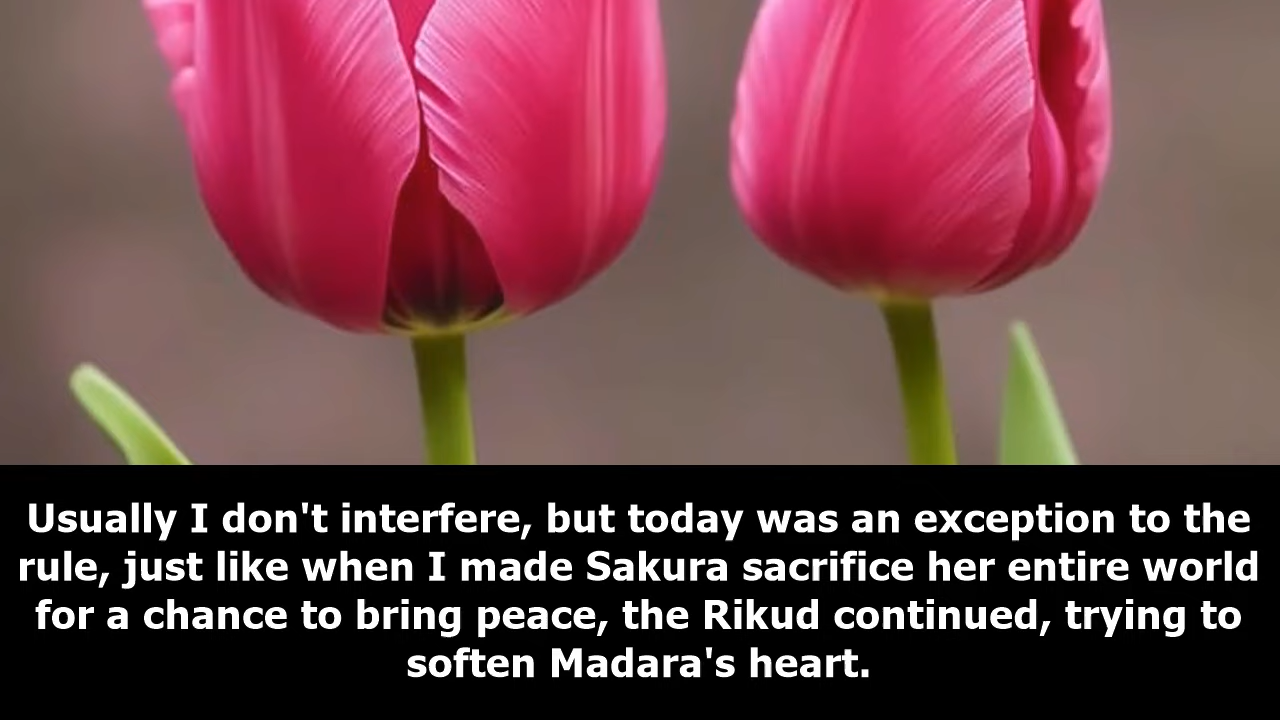 Usually I don't interfere, but today was an exception to the
rule, just like when I made Sakura sacrifice her entire world
for a chance to bring peace, the Rikud continued, trying to
soften Madara's heart.